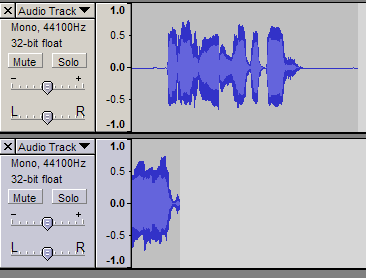 X Audio Track ▼ 1.0
Mono, 44100Hz
32-bit float 0.5
Mute Solo
- + 0.0
L R -0.5
-1.0
X Audio Track ▼ 1.0
Mono, 44100Hz
32-bit float 0.5
Mute Solo
- + 0.0
L R -0.5
-1.0